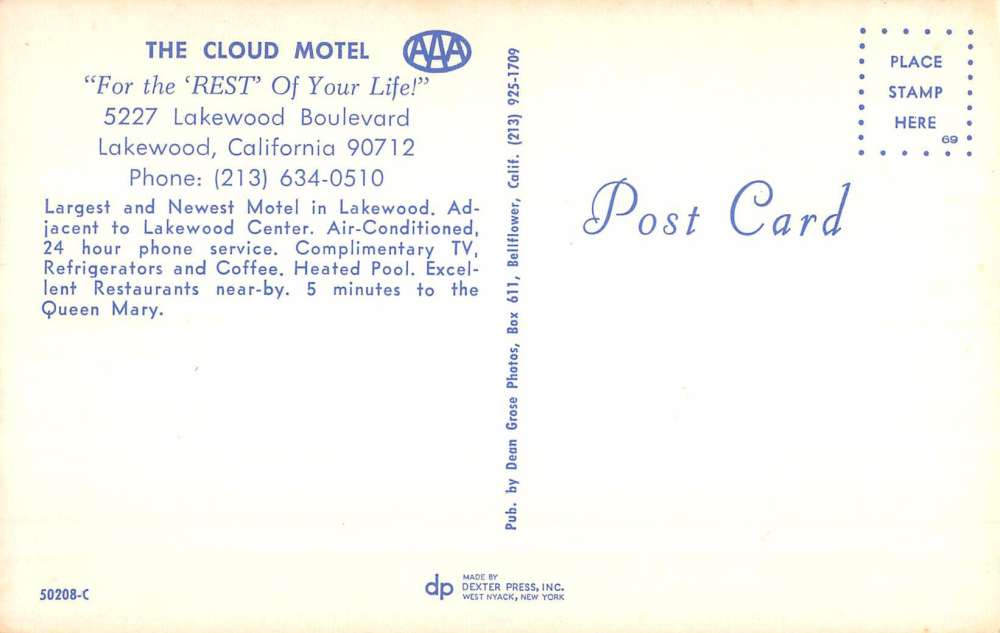 THE CLOUD MOTEL
AAA
“For the ‘REST’ Of Your Life!”
5227 Lakewood Boulevard
Lakewood, California 90712
Phone: (213) 634-0510
Largest and Newest Motel in Lakewood. Ad-
jacent to Lakewood Center. Air-Conditioned,
24 hour phone service. Complimentary TV,
Refrigerators and Coffee. Heated Pool. Excel-
lent Restaurants near-by. 5 minutes to the
Queen Mary.
50208-C
Pub. by Dean Grose Photos, Box 611, Bellflower, Calif. (213) 925-1709
dp
MADE BY
DEXTER PRESS, INC.
WEST NYACK, NEW YORK
Post Card
PLACE
STAMP
HERE
69